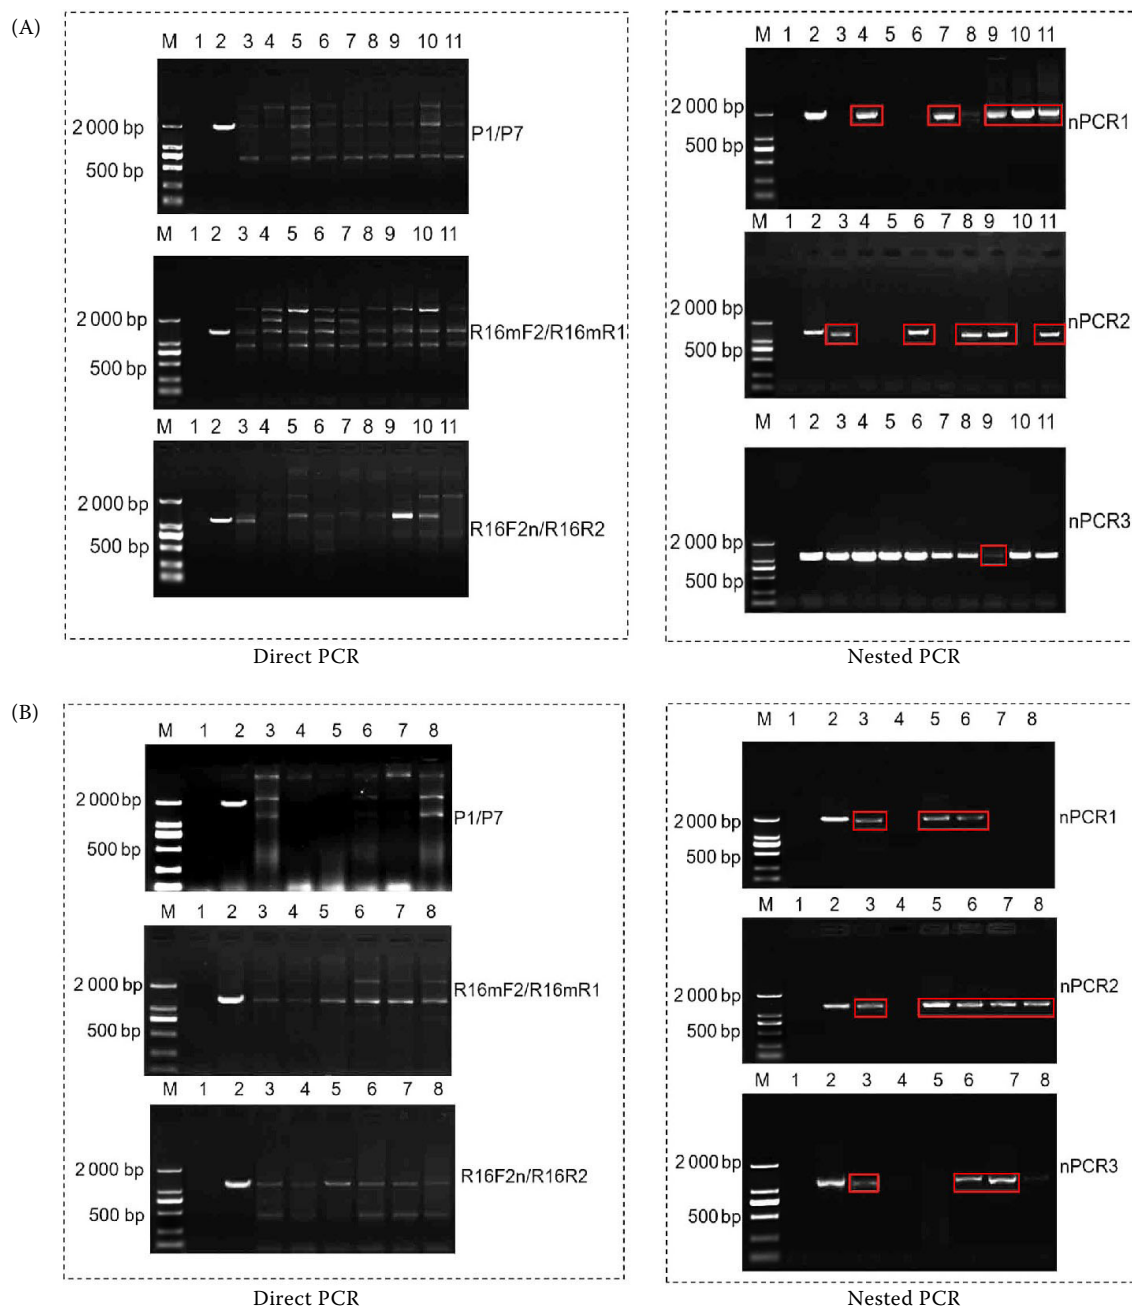 (A)
M 1 2 3 4 5 6 7 8 9 10 11
2 000 bp
500 bp
P1/P7
M 1 2 3 4 5 6 7 8 9 10 11
2 000 bp
500 bp
R16mF2/R16mR1
M 1 2 3 4 5 6 7 8 9 10 11
2 000 bp
500 bp
R16F2n/R16R2
Direct PCR
M 1 2 3 4 5 6 7 8 9 10 11
2 000 bp
500 bp
nPCR1
M 1 2 3 4 5 6 7 8 9 10 11
2 000 bp
500 bp
nPCR2
M 1 2 3 4 5 6 7 8 9 10 11
2 000 bp
500 bp
nPCR3
Nested PCR
(B)
M 1 2 3 4 5 6 7 8
2 000 bp
500 bp
P1/P7
M 1 2 3 4 5 6 7 8
2 000 bp
500 bp
R16mF2/R16mR1
M 1 2 3 4 5 6 7 8
2 000 bp
500 bp
R16F2n/R16R2
Direct PCR
M 1 2 3 4 5 6 7 8
2 000 bp
500 bp
nPCR1
M 1 2 3 4 5 6 7 8
2 000 bp
500 bp
nPCR2
M 1 2 3 4 5 6 7 8
2 000 bp
500 bp
nPCR3
Nested PCR